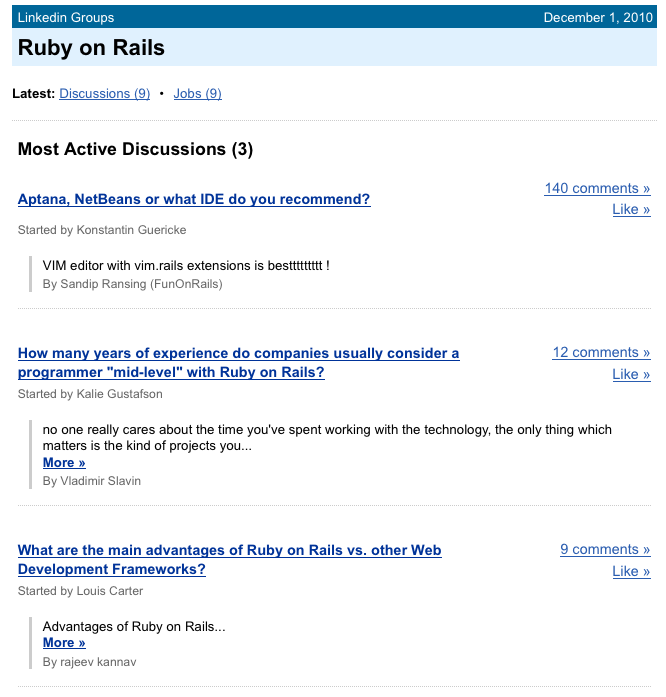 Linkedin Groups December 1, 2010
Ruby on Rails
Latest: Discussions (9) • Jobs (9)
Most Active Discussions (3)
Aptana, NetBeans or what IDE do you recommend?
140 comments »
Like »
Started by Konstantin Guericke
VIM editor with vim.rails extensions is bestttttttttt !
By Sandip Ransing (FunOnRails)
How many years of experience do companies usually consider a
programmer "mid-level" with Ruby on Rails?
12 comments »
Like »
Started by Kalie Gustafson
no one really cares about the time you've spent working with the technology, the only thing which
matters is the kind of projects you...
More »
By Vladimir Slavin
What are the main advantages of Ruby on Rails vs. other Web
Development Frameworks?
9 comments »
Like »
Started by Louis Carter
Advantages of Ruby on Rails...
More »
By rajeev kannav